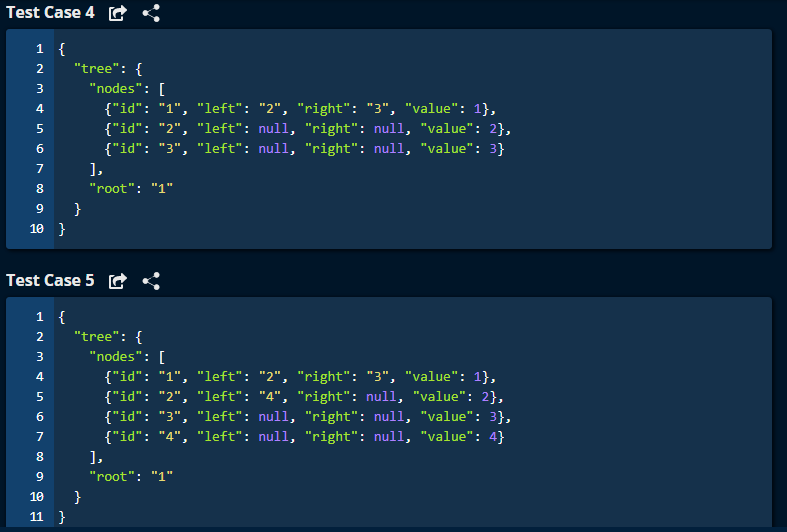 Test Case 4
1 {
2   "tree": {
3     "nodes": [
4       {"id": "1", "left": "2", "right": "3", "value": 1},
5       {"id": "2", "left": null, "right": null, "value": 2},
6       {"id": "3", "left": null, "right": null, "value": 3}
7     ],
8     "root": "1"
9   }
10 }
Test Case 5
1 {
2   "tree": {
3     "nodes": [
4       {"id": "1", "left": "2", "right": "3", "value": 1},
5       {"id": "2", "left": "4", "right": null, "value": 2},
6       {"id": "3", "left": null, "right": null, "value": 3},
7       {"id": "4", "left": null, "right": null, "value": 4}
8     ],
9     "root": "1"
10   }
11 }